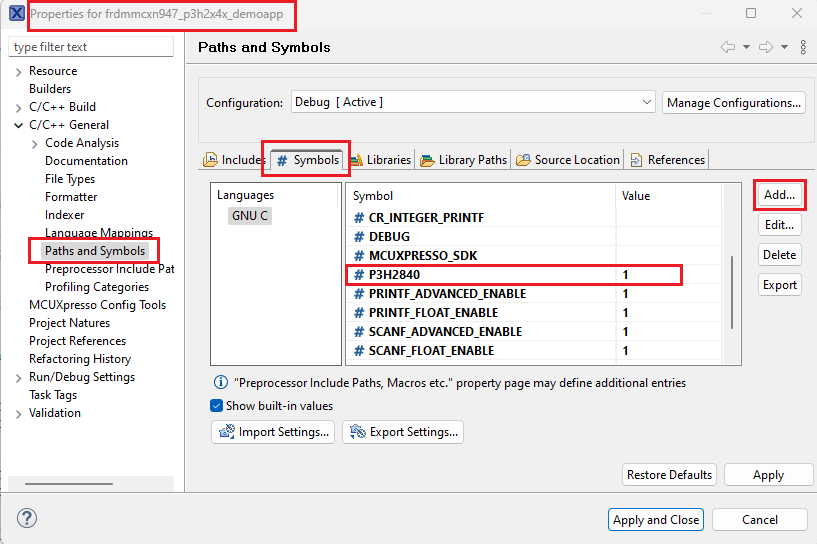 Properties for frdmmcxn947_p3h2x4x_demoapp
type filter text
Resource
Builders
C/C++ Build
C/C++ General
Code Analysis
Documentation
File Types
Formatter
Indexer
Language Mappings
Paths and Symbols
Preprocessor Include Pat
Profiling Categories
MCUXpresso Config Tools
Project Natures
Project References
Refactoring History
Run/Debug Settings
Task Tags
Validation
Paths and Symbols
Configuration: Debug [ Active ] Manage Configurations...
Includes # Symbols Libraries Library Paths Source Location References
Languages
GNU C
Symbol Value
# CR_INTEGER_PRINTF
# DEBUG
# MCUXPRESSO_SDK
# P3H2840 1
# PRINTF_ADVANCED_ENABLE 1
# PRINTF_FLOAT_ENABLE 1
# SCANF_ADVANCED_ENABLE 1
# SCANF_FLOAT_ENABLE 1
Add...
Edit...
Delete
Export
"Preprocessor Include Paths, Macros etc." property page may define additional entries
Show built-in values
Import Settings... Export Settings...
Restore Defaults Apply
Apply and Close Cancel